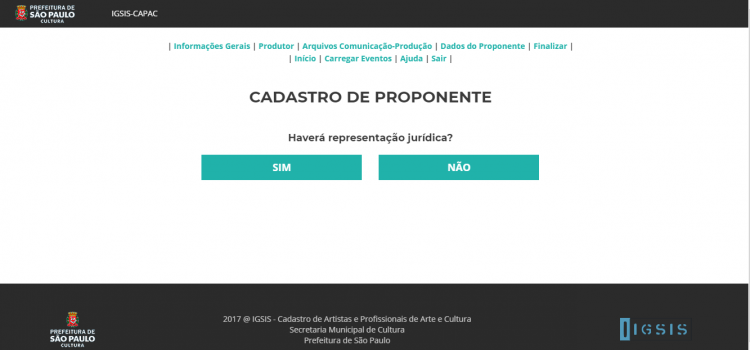 PREFEITURA DE
SÃO PAULO
CULTURA
IGSIS-CAPAC
| Informações Gerais | Produtor | Arquivos Comunicação-Produção | Dados do Proponente | Finalizar |
| Início | Carregar Eventos | Ajuda | Sair |
CADASTRO DE PROPONENTE
Haverá representação jurídica?
SIM
NÃO
PREFEITURA DE
SÃO PAULO
CULTURA
2017 @ IGSIS - Cadastro de Artistas e Profissionais de Arte e Cultura
Secretaria Municipal de Cultura
Prefeitura de São Paulo
IGSIS